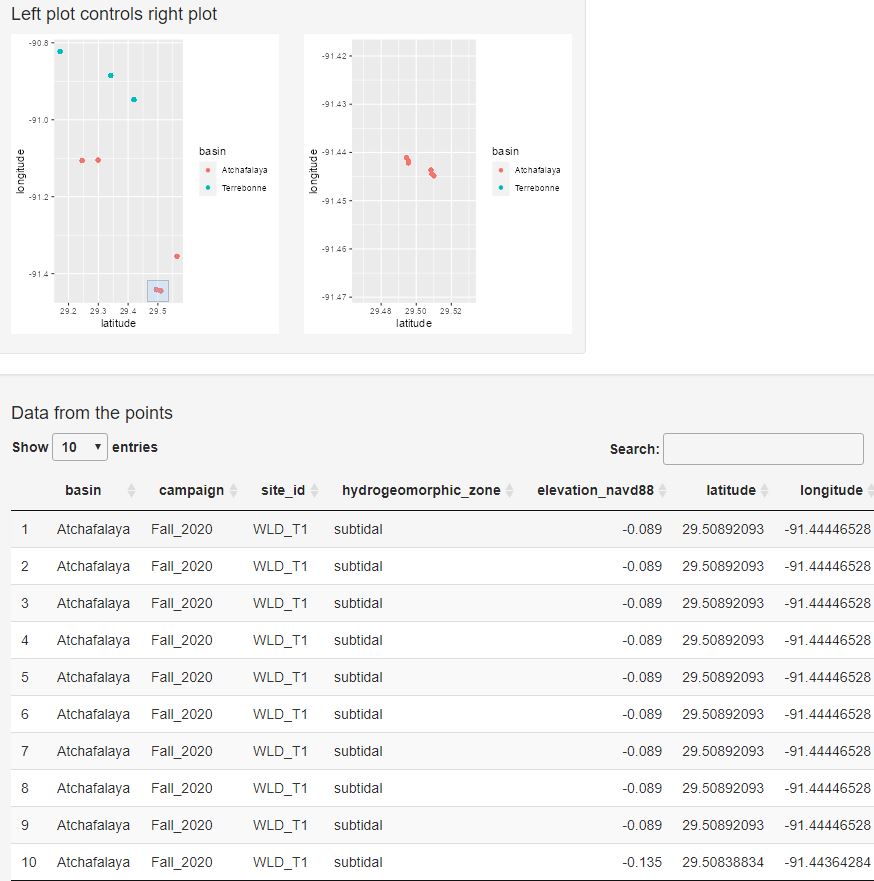 Left plot controls right plot
-90.8
-91.0
-91.2
-91.4
longitude
29.2 29.3 29.4 29.5
latitude
basin
Atchafalaya
Terrebonne
-91.42
-91.43
-91.44
-91.45
-91.46
-91.47
longitude
29.48 29.50 29.52
latitude
basin
Atchafalaya
Terrebonne
Data from the points
Show 10 entries
Search:
basin campaign site_id hydrogeomorphic_zone elevation_navd88 latitude longitude
1 Atchafalaya Fall_2020 WLD_T1 subtidal -0.089 29.50892093 -91.44446528
2 Atchafalaya Fall_2020 WLD_T1 subtidal -0.089 29.50892093 -91.44446528
3 Atchafalaya Fall_2020 WLD_T1 subtidal -0.089 29.50892093 -91.44446528
4 Atchafalaya Fall_2020 WLD_T1 subtidal -0.089 29.50892093 -91.44446528
5 Atchafalaya Fall_2020 WLD_T1 subtidal -0.089 29.50892093 -91.44446528
6 Atchafalaya Fall_2020 WLD_T1 subtidal -0.089 29.50892093 -91.44446528
7 Atchafalaya Fall_2020 WLD_T1 subtidal -0.089 29.50892093 -91.44446528
8 Atchafalaya Fall_2020 WLD_T1 subtidal -0.089 29.50892093 -91.44446528
9 Atchafalaya Fall_2020 WLD_T1 subtidal -0.089 29.50892093 -91.44446528
10 Atchafalaya Fall_2020 WLD_T1 subtidal -0.135 29.50838834 -91.44364284